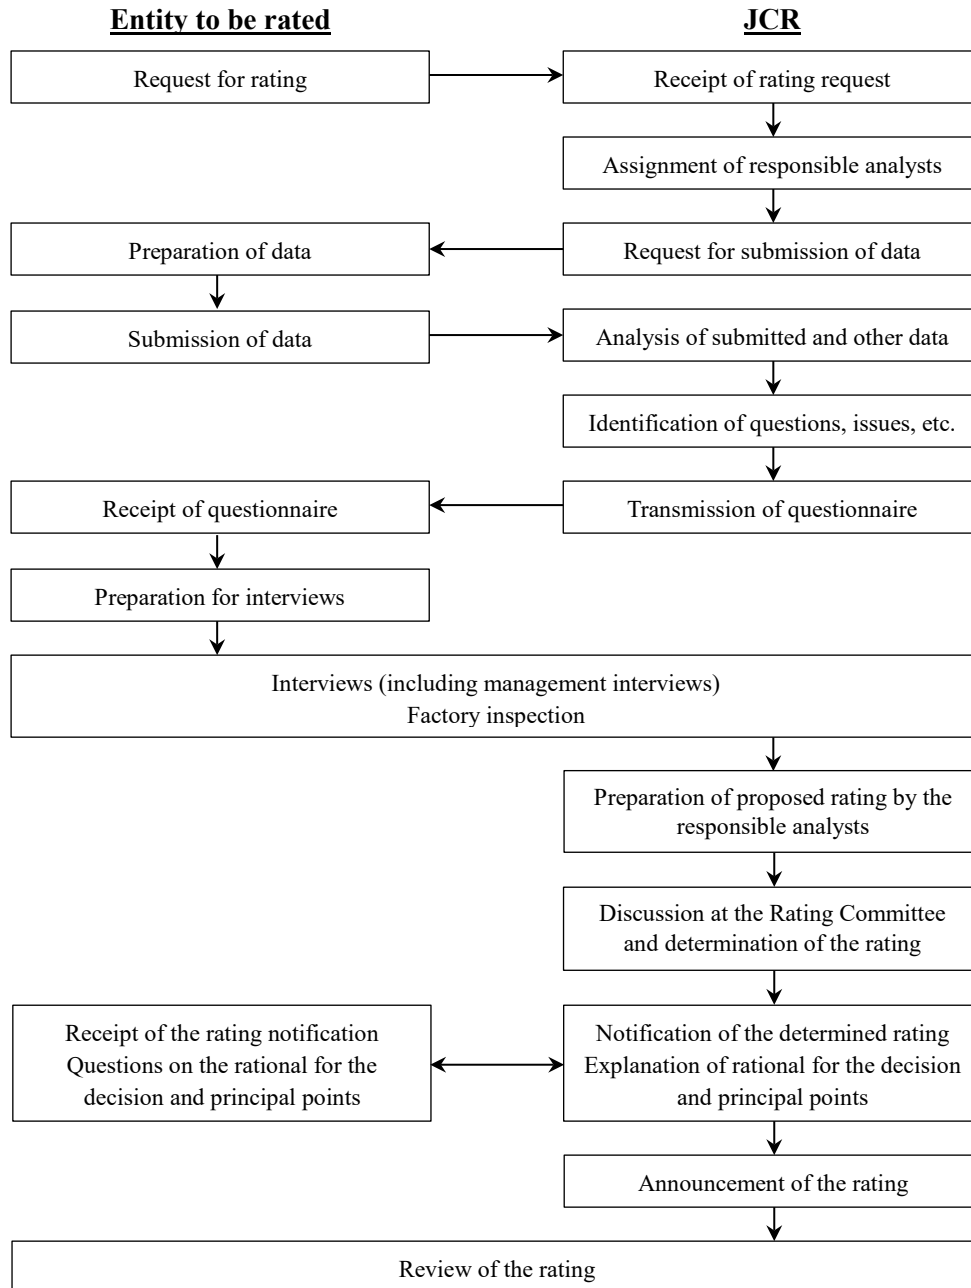 Entity to be rated
JCR
Request for rating
Receipt of rating request
Assignment of responsible analysts
Preparation of data
Request for submission of data
Submission of data
Analysis of submitted and other data
Identification of questions, issues, etc.
Receipt of questionnaire
Transmission of questionnaire
Preparation for interviews
Interviews (including management interviews)
Factory inspection
Preparation of proposed rating by the
responsible analysts
Discussion at the Rating Committee
and determination of the rating
Receipt of the rating notification
Questions on the rational for the
decision and principal points
Notification of the determined rating
Explanation of rational for the decision
and principal points
Announcement of the rating
Review of the rating